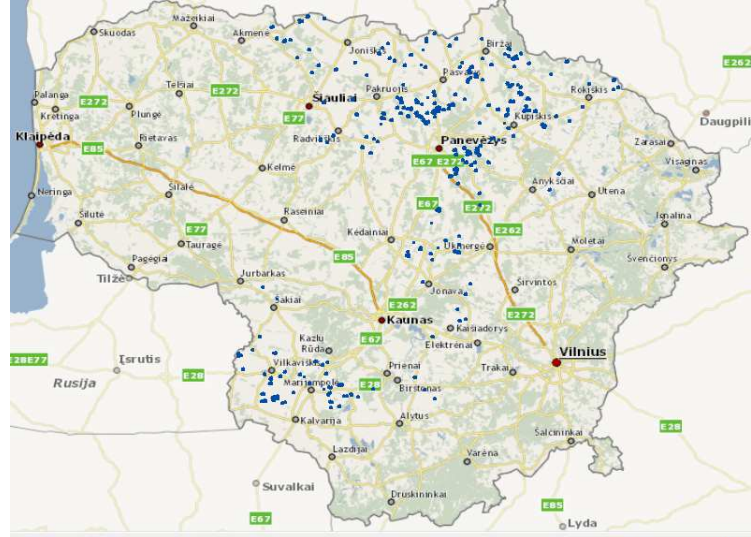 Skuodas
Mažeikiai
Akmenė
Joniškis
Biržai
E262
Palanga
E272
Telšiai
E272
Šiauliai
Pakruojis
Pasvalys
Rokiškis
Kretinga
Plungė
E77
Daugpilis
Klaipėda
E85
Rietavas
Radviliškis
Panevėžys
Kupiškis
Zarasai
Visaginas
Kelmė
E67
E272
Neringa
Šilalė
Anykščiai
Utena
Šilutė
E77
Raseiniai
E67
E272
Ignalina
Tauragė
Kėdainiai
Ukmergė
E262
Molėtai
Pagėgiai
E85
Švenčionys
Tilžė
Jurbarkas
Jonava
Širvintos
Šakiai
E262
Kaunas
E272
Kaišiadorys
E67
Elektrėnai
Kazlų
Rūda
Vilnius
28E77
Įsrutis
E28
Vilkaviškis
Prienai
Trakai
Rusija
Marijampolė
E28
Birštonas
Kalvarija
Alytus
E28
Šalčininkai
Lazdijai
Varėna
Suvalkai
Druskininkai
E67
E85
Lyda